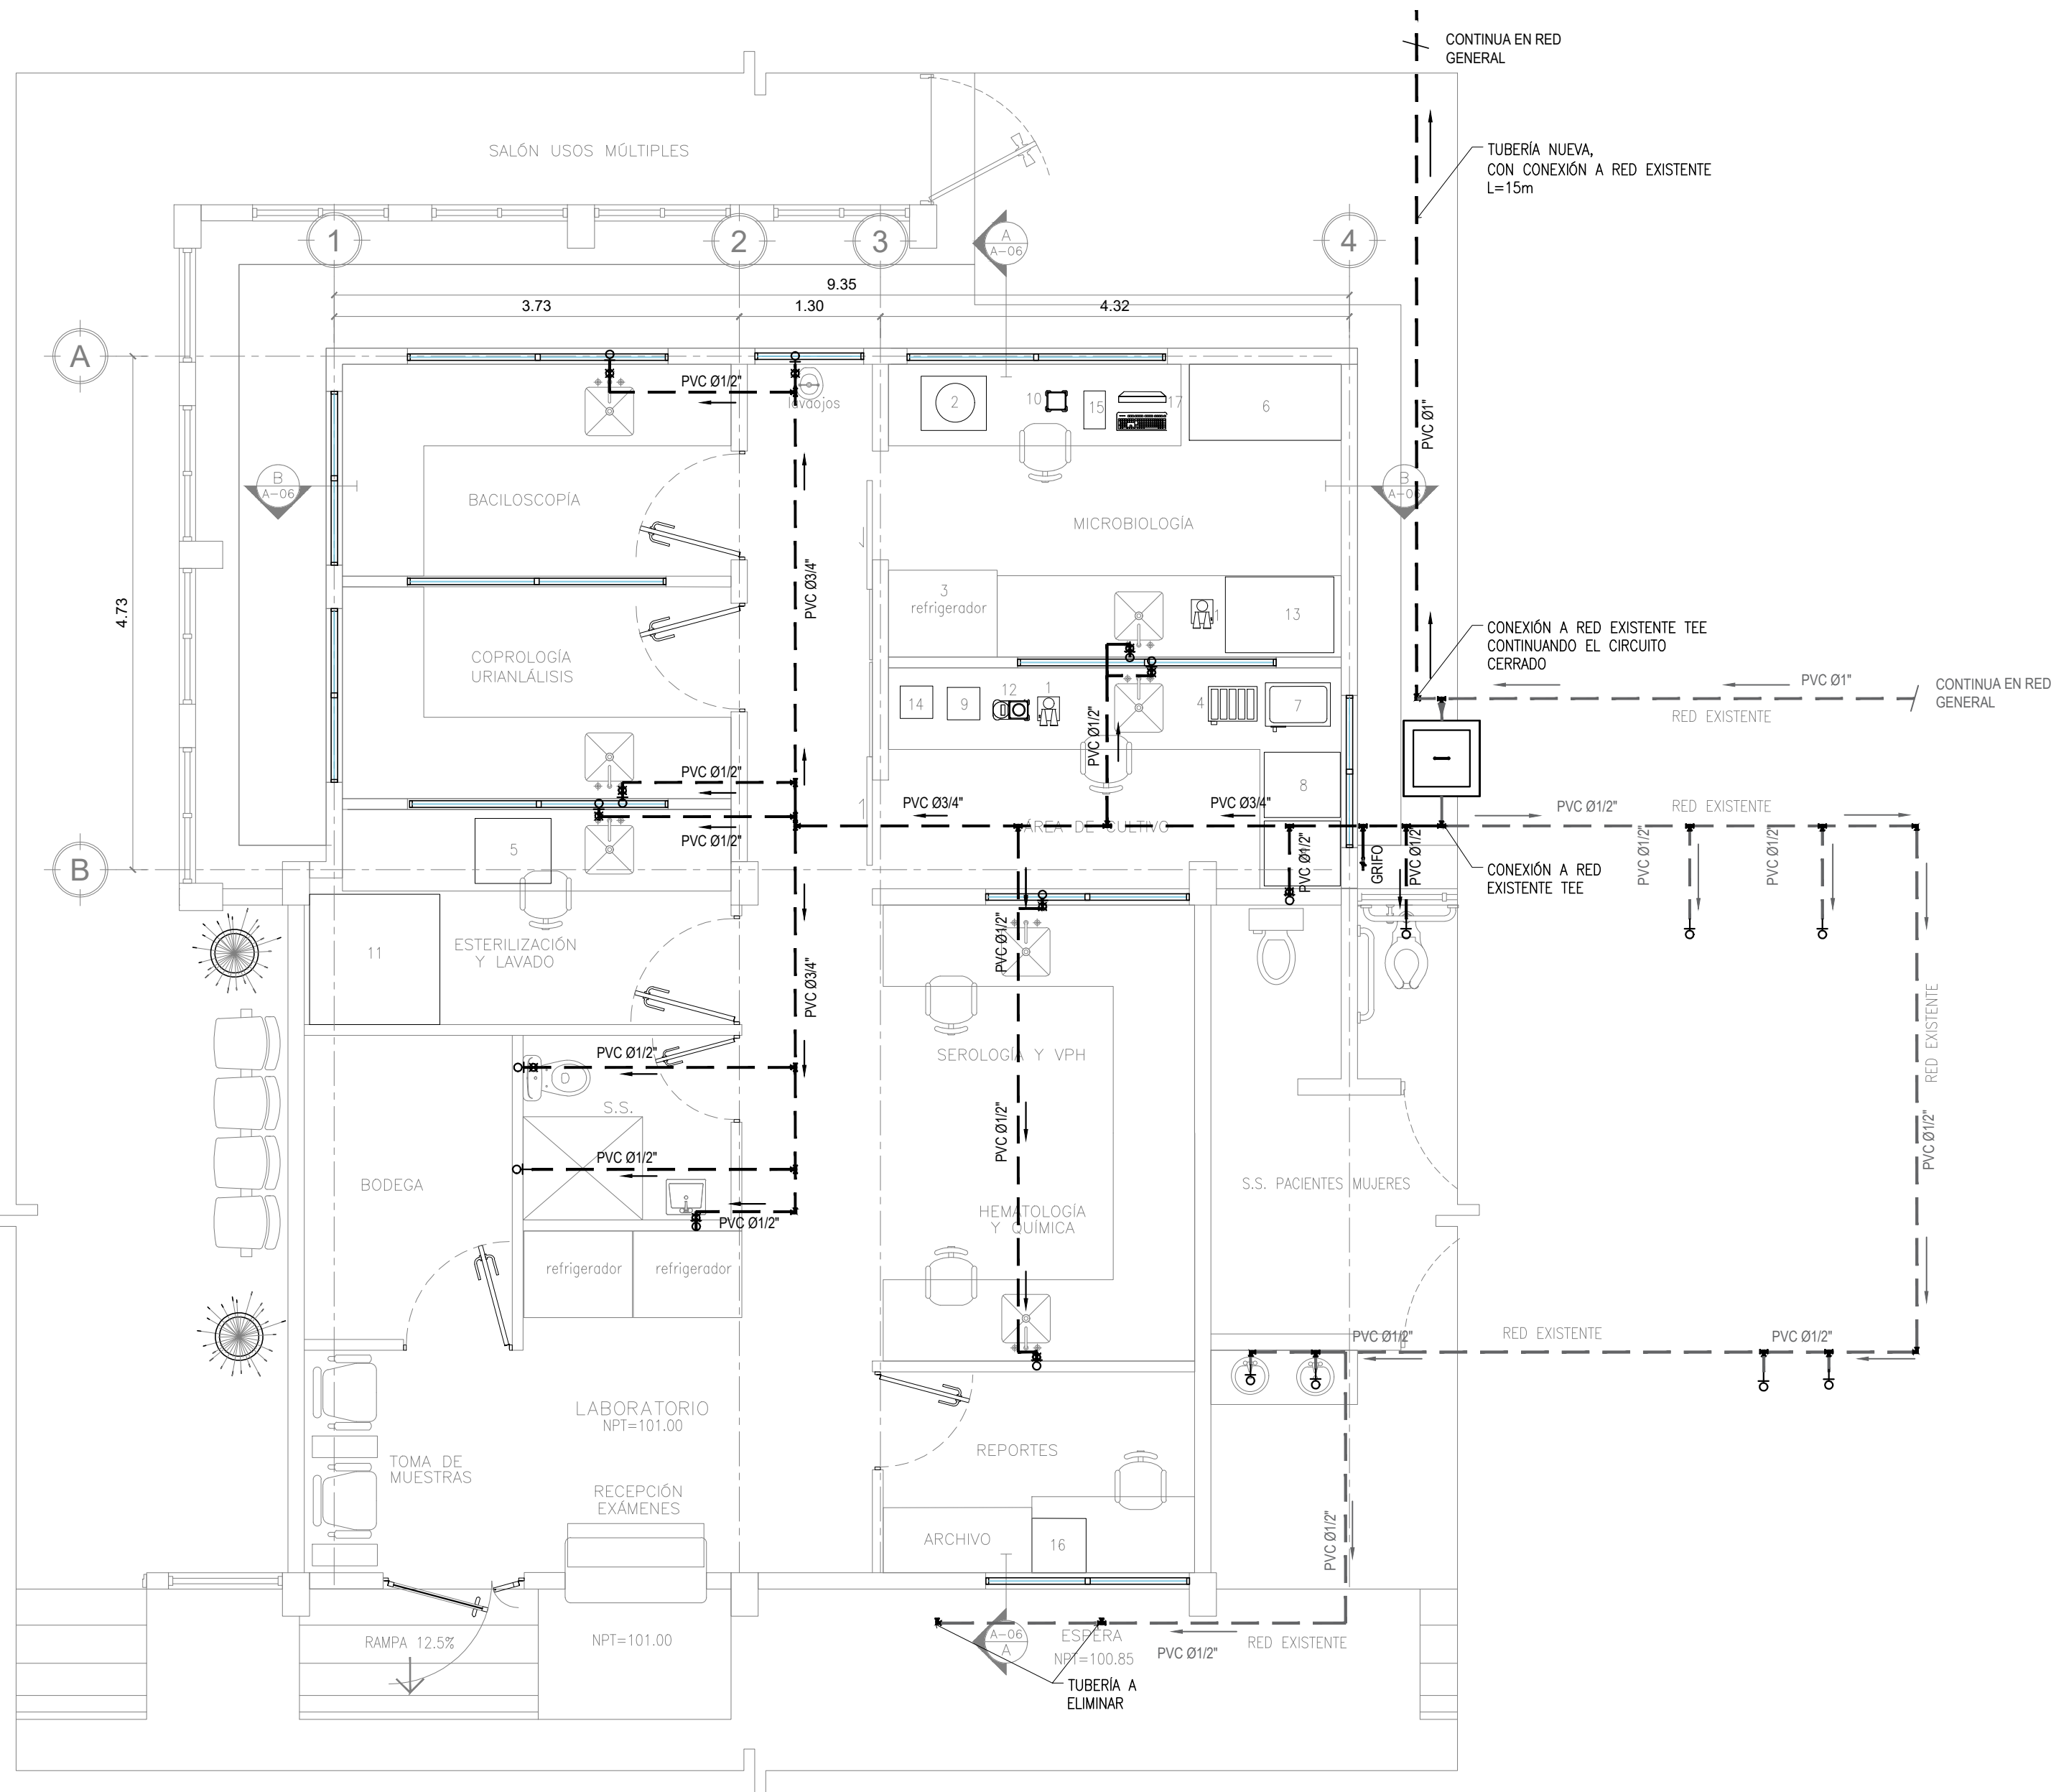 CONTINUA EN RED
GENERAL
TUBERÍA NUEVA,
CON CONEXIÓN A RED EXISTENTE
L=15m
SALÓN USOS MÚLTIPLES
1
2
3
4
A
A-06
9.35
3.73
1.30
4.32
A
PVC Ø1/2"
lavaojos
2
10
15
17
6
PVC Ø1"
B
A-06
B
A-06
BACILOSCOPÍA
MICROBIOLOGÍA
PVC Ø3/4"
4.73
3
refrigerador
1
13
COPROLOGÍA
URIANLÁLISIS
CONEXIÓN A RED EXISTENTE TEE
CONTINUANDO EL CIRCUITO
CERRADO
PVC Ø1"
CONTINUA EN RED
GENERAL
RED EXISTENTE
14
9
12
1
4
7
PVC Ø1/2"
PVC Ø1/2"
8
PVC Ø3/4"
PVC Ø3/4"
PVC Ø1/2"
RED EXISTENTE
ÁREA DE CULTIVO
PVC Ø1/2"
PVC Ø1/2"
GRIFO
PVC Ø1/2"
PVC Ø1/2"
PVC Ø1/2"
B
5
CONEXIÓN A RED
EXISTENTE TEE
11
ESTERILIZACIÓN
Y LAVADO
PVC Ø1/2"
PVC Ø3/4"
RED EXISTENTE
PVC Ø1/2"
SEROLOGÍA Y VPH
S.S.
PVC Ø1/2"
PVC Ø1/2"
PVC Ø1/2"
BODEGA
S.S. PACIENTES MUJERES
PVC Ø1/2"
HEMATOLOGÍA
Y QUÍMICA
refrigerador
refrigerador
PVC Ø1/2"
RED EXISTENTE
PVC Ø1/2"
LABORATORIO
NPT=101.00
TOMA DE
MUESTRAS
REPORTES
RECEPCIÓN
EXÁMENES
ARCHIVO
16
PVC Ø1/2"
RAMPA 12.5%
NPT=101.00
A-06
A
ESPERA
NPT=100.85
PVC Ø1/2"
RED EXISTENTE
TUBERÍA A
ELIMINAR